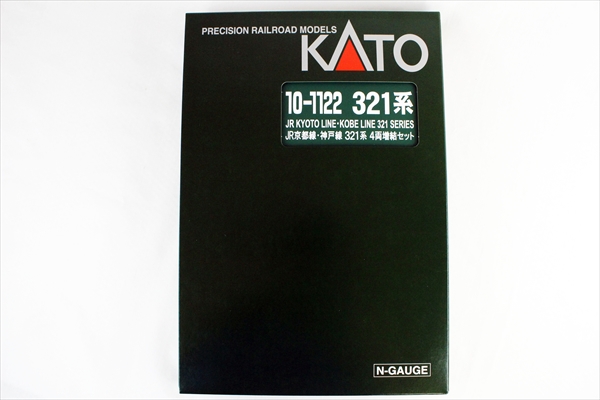 PRECISION RAILROAD MODELS
KATO
10-1122 321系
JR KYOTO LINE・KOBE LINE 321 SERIES
JR京都線・神戸線 321系 4両増結セット
N-GAUGE